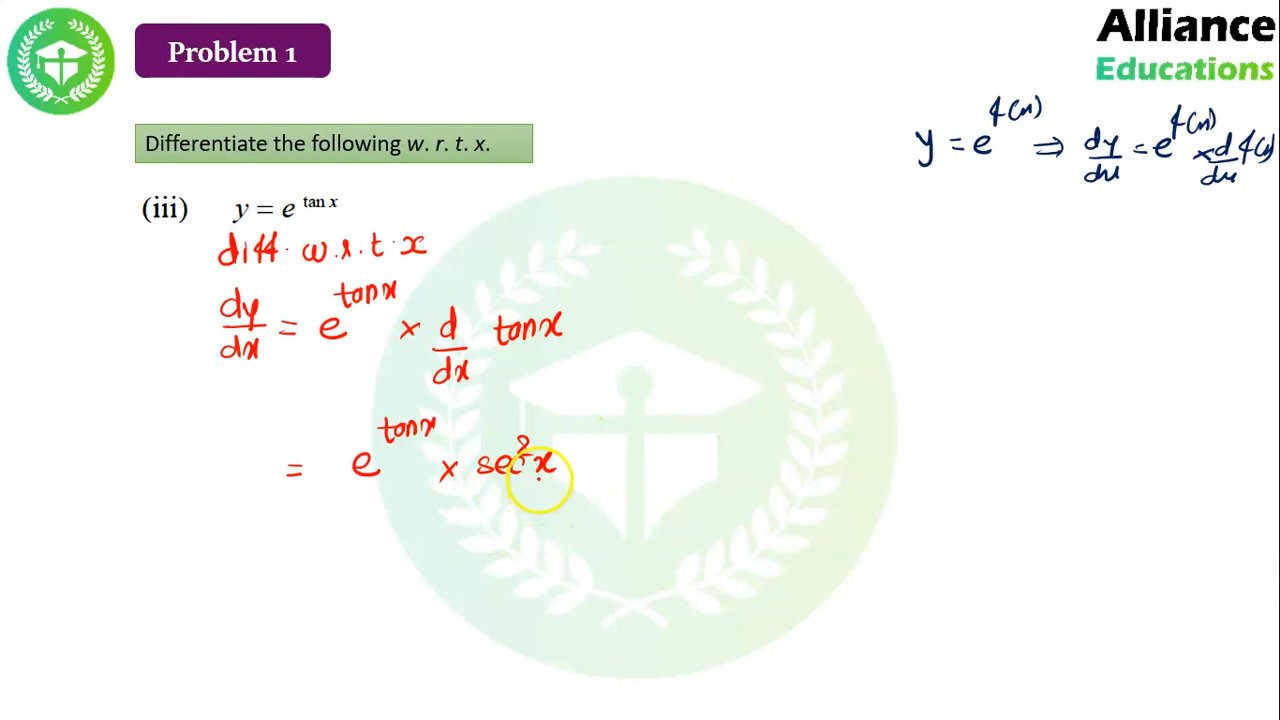 Problem 1
Alliance
Educations
Differentiate the following w. r. t. x.
y = e^f(x) ⇒ dy/dx = e^f(x) × d/dx f(x)
(iii) y = e^tan x
diff. w.r.t. x
dy/dx = e^tanx × d/dx tanx
= e^tanx × sec²x